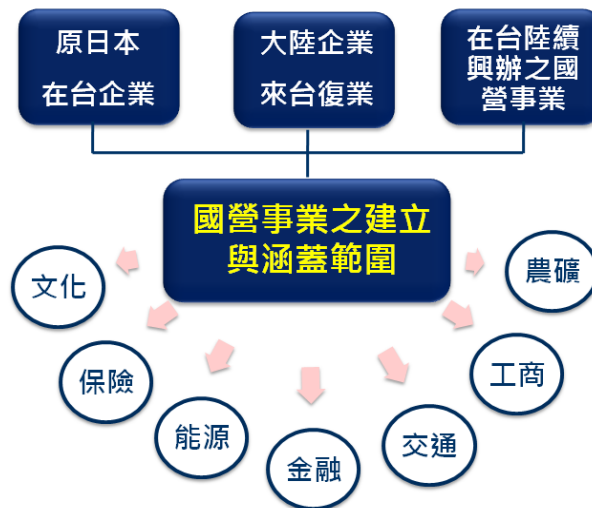 原日本
在台企業
大陸企業
來台復業
在台陸續
興辦之國
營事業
國營事業之建立
與涵蓋範圍
文化
保險
能源
金融
交通
工商
農礦